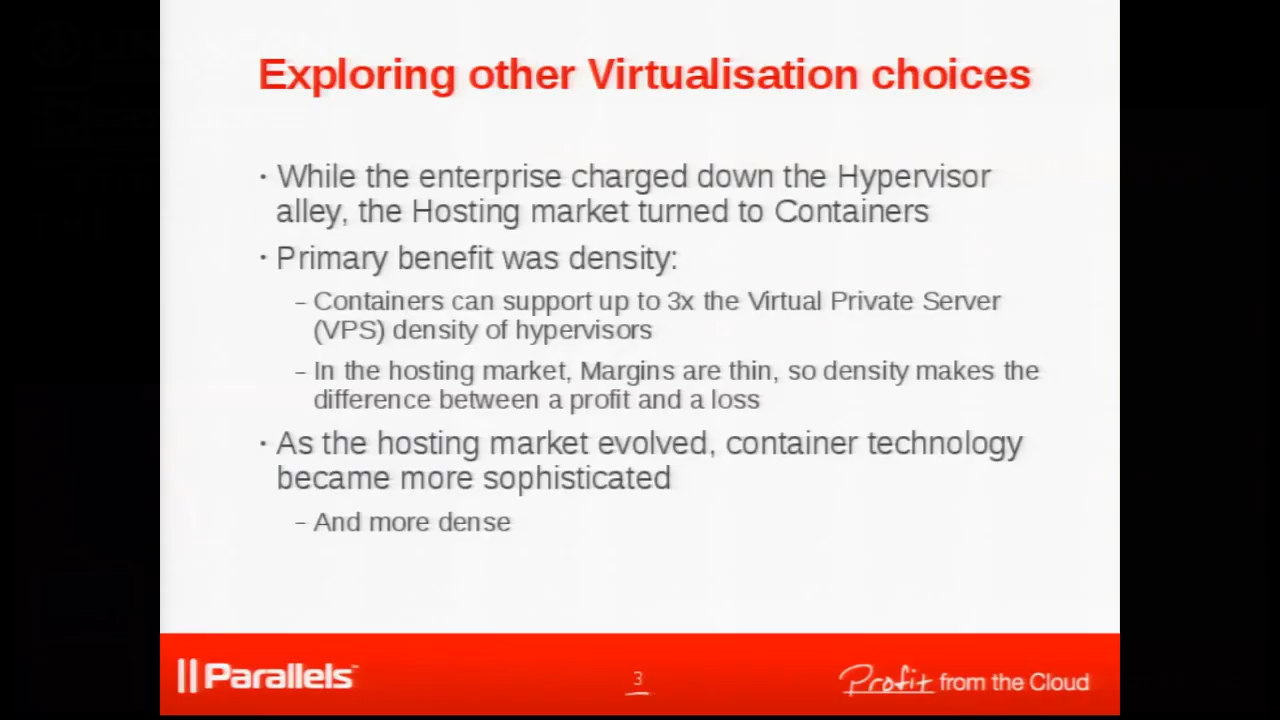 Exploring other Virtualisation choices
· While the enterprise charged down the Hypervisor
alley, the Hosting market turned to Containers
· Primary benefit was density:
– Containers can support up to 3x the Virtual Private Server
(VPS) density of hypervisors
– In the hosting market, Margins are thin, so density makes the
difference between a profit and a loss
· As the hosting market evolved, container technology
became more sophisticated
– And more dense
Parallels™
3
Profit from the Cloud